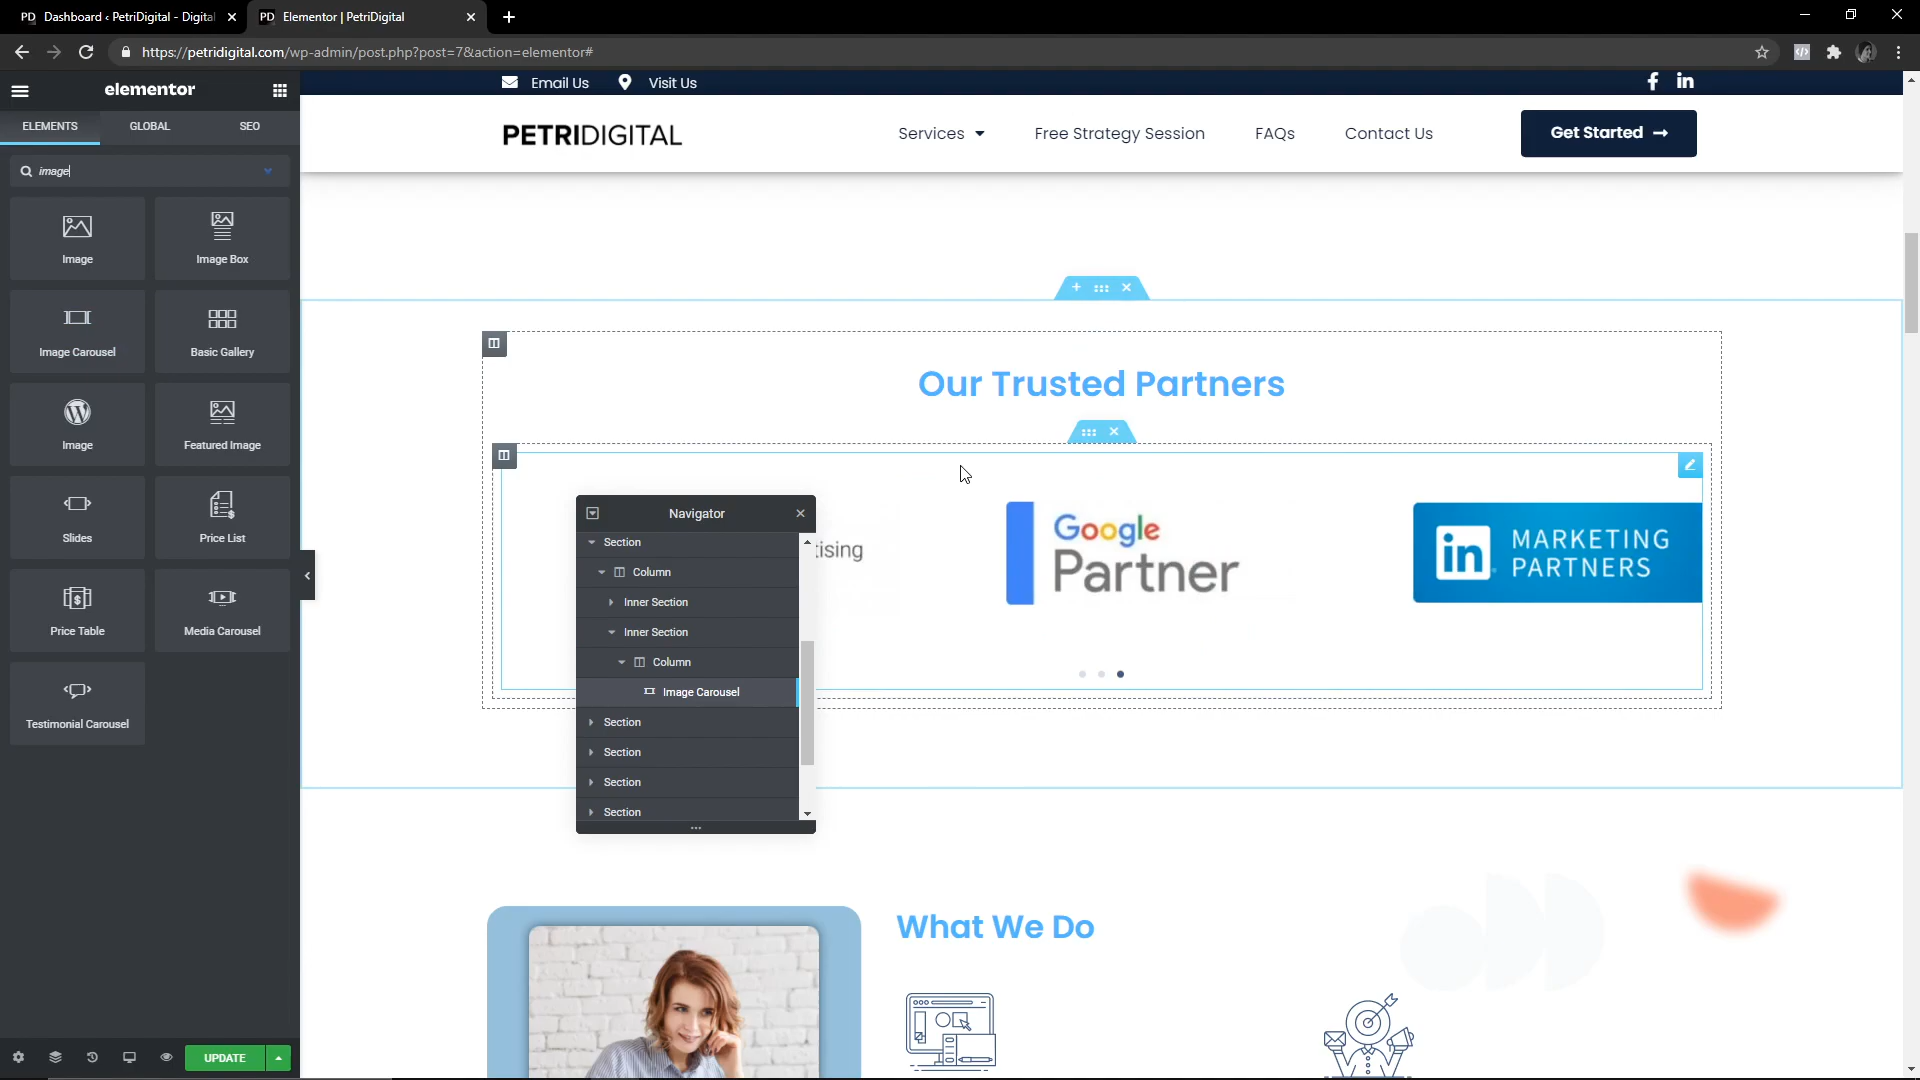 PD Dashboard ‹ PetriDigital - Digital
PD Elementor | PetriDigital
https://petridigital.com/wp-admin/post.php?post=7&action=elementor#
elementor
ELEMENTS
GLOBAL
SEO
image
Image
Image Box
Image Carousel
Basic Gallery
Image
Featured Image
Slides
Price List
Price Table
Media Carousel
Testimonial Carousel
UPDATE
Email Us
Visit Us
PETRIDIGITAL
Services
Free Strategy Session
FAQs
Contact Us
Get Started
Our Trusted Partners
tising
Google
Partner
in
MARKETING
PARTNERS
Navigator
Section
Column
Inner Section
Inner Section
Column
Image Carousel
Section
Section
Section
Section
What We Do